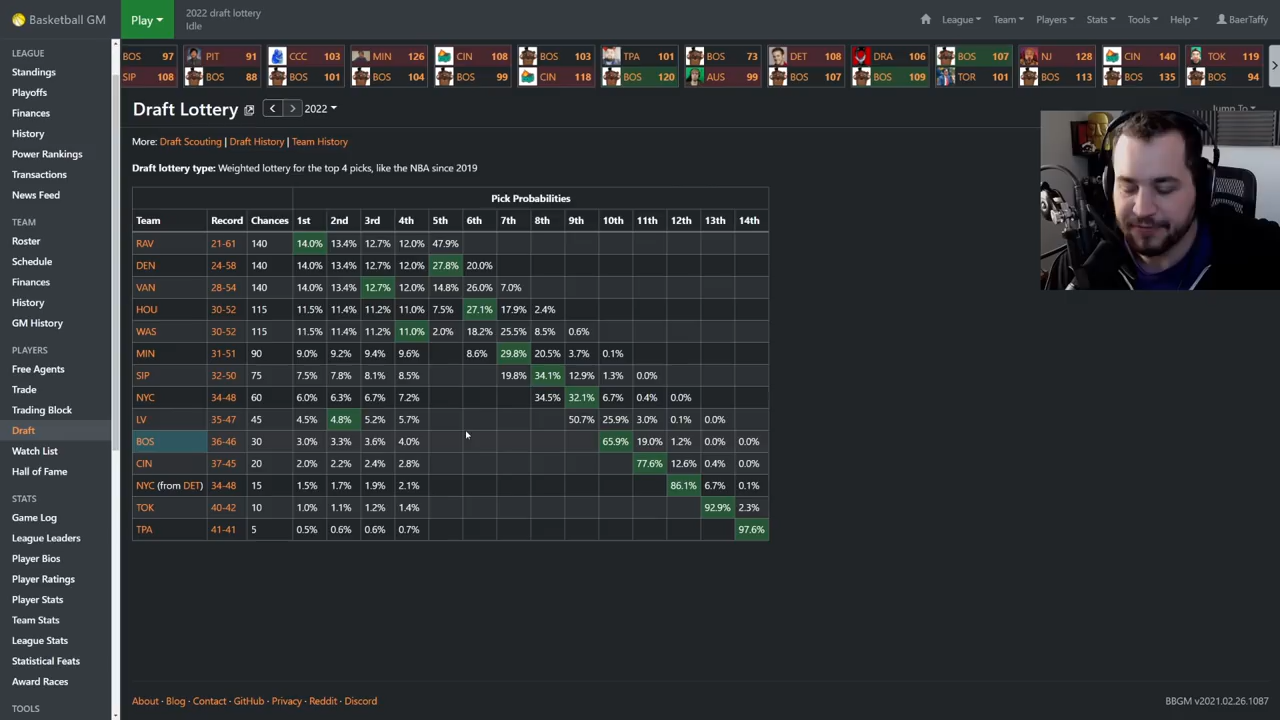 Basketball GM
Play
2022 draft lottery
Idle
League
Team
Players
Stats
Tools
Help
BaerTaffy
BOS 97
SIP 108
PIT 91
BOS 88
CCC 103
BOS 101
MIN 126
BOS 104
CIN 108
BOS 99
BOS 103
CIN 118
TPA 101
BOS 120
BOS 73
AUS 99
DET 108
BOS 107
DRA 106
BOS 109
BOS 107
TOR 101
NJ 128
BOS 113
CIN 140
BOS 135
TOK 119
BOS 94
LEAGUE
Standings
Playoffs
Finances
History
Power Rankings
Transactions
News Feed
TEAM
Roster
Schedule
Finances
History
GM History
PLAYERS
Free Agents
Trade
Trading Block
Draft
Watch List
Hall of Fame
STATS
Game Log
League Leaders
Player Bios
Player Ratings
Player Stats
Team Stats
League Stats
Statistical Feats
Award Races
TOOLS
Draft Lottery
2022
Jump To
More: Draft Scouting | Draft History | Team History
Draft lottery type: Weighted lottery for the top 4 picks, like the NBA since 2019
Pick Probabilities
Team Record Chances 1st 2nd 3rd 4th 5th 6th 7th 8th 9th 10th 11th 12th 13th 14th
RAV 21-61 140 14.0% 13.4% 12.7% 12.0% 47.9%
DEN 24-58 140 14.0% 13.4% 12.7% 12.0% 27.8% 20.0%
VAN 28-54 140 14.0% 13.4% 12.7% 12.0% 14.8% 26.0% 7.0%
HOU 30-52 115 11.5% 11.4% 11.2% 11.0% 7.5% 27.1% 17.9% 2.4%
WAS 30-52 115 11.5% 11.4% 11.2% 11.0% 2.0% 18.2% 25.5% 8.5% 0.6%
MIN 31-51 90 9.0% 9.2% 9.4% 9.6% 8.6% 29.8% 20.5% 3.7% 0.1%
SIP 32-50 75 7.5% 7.8% 8.1% 8.5% 19.8% 34.1% 12.9% 1.3% 0.0%
NYC 34-48 60 6.0% 6.3% 6.7% 7.2% 34.5% 32.1% 6.7% 0.4% 0.0%
LV 35-47 45 4.5% 4.8% 5.2% 5.7% 50.7% 25.9% 3.0% 0.1% 0.0%
BOS 36-46 30 3.0% 3.3% 3.6% 4.0% 65.9% 19.0% 1.2% 0.0% 0.0%
CIN 37-45 20 2.0% 2.2% 2.4% 2.8% 77.6% 12.6% 0.4% 0.0%
NYC (from DET) 34-48 15 1.5% 1.7% 1.9% 2.1% 86.1% 6.7% 0.1%
TOK 40-42 10 1.0% 1.1% 1.2% 1.4% 92.9% 2.3%
TPA 41-41 5 0.5% 0.6% 0.6% 0.7% 97.6%
About · Blog · Contact · GitHub · Privacy · Reddit · Discord
BBGM v2021.02.26.1087